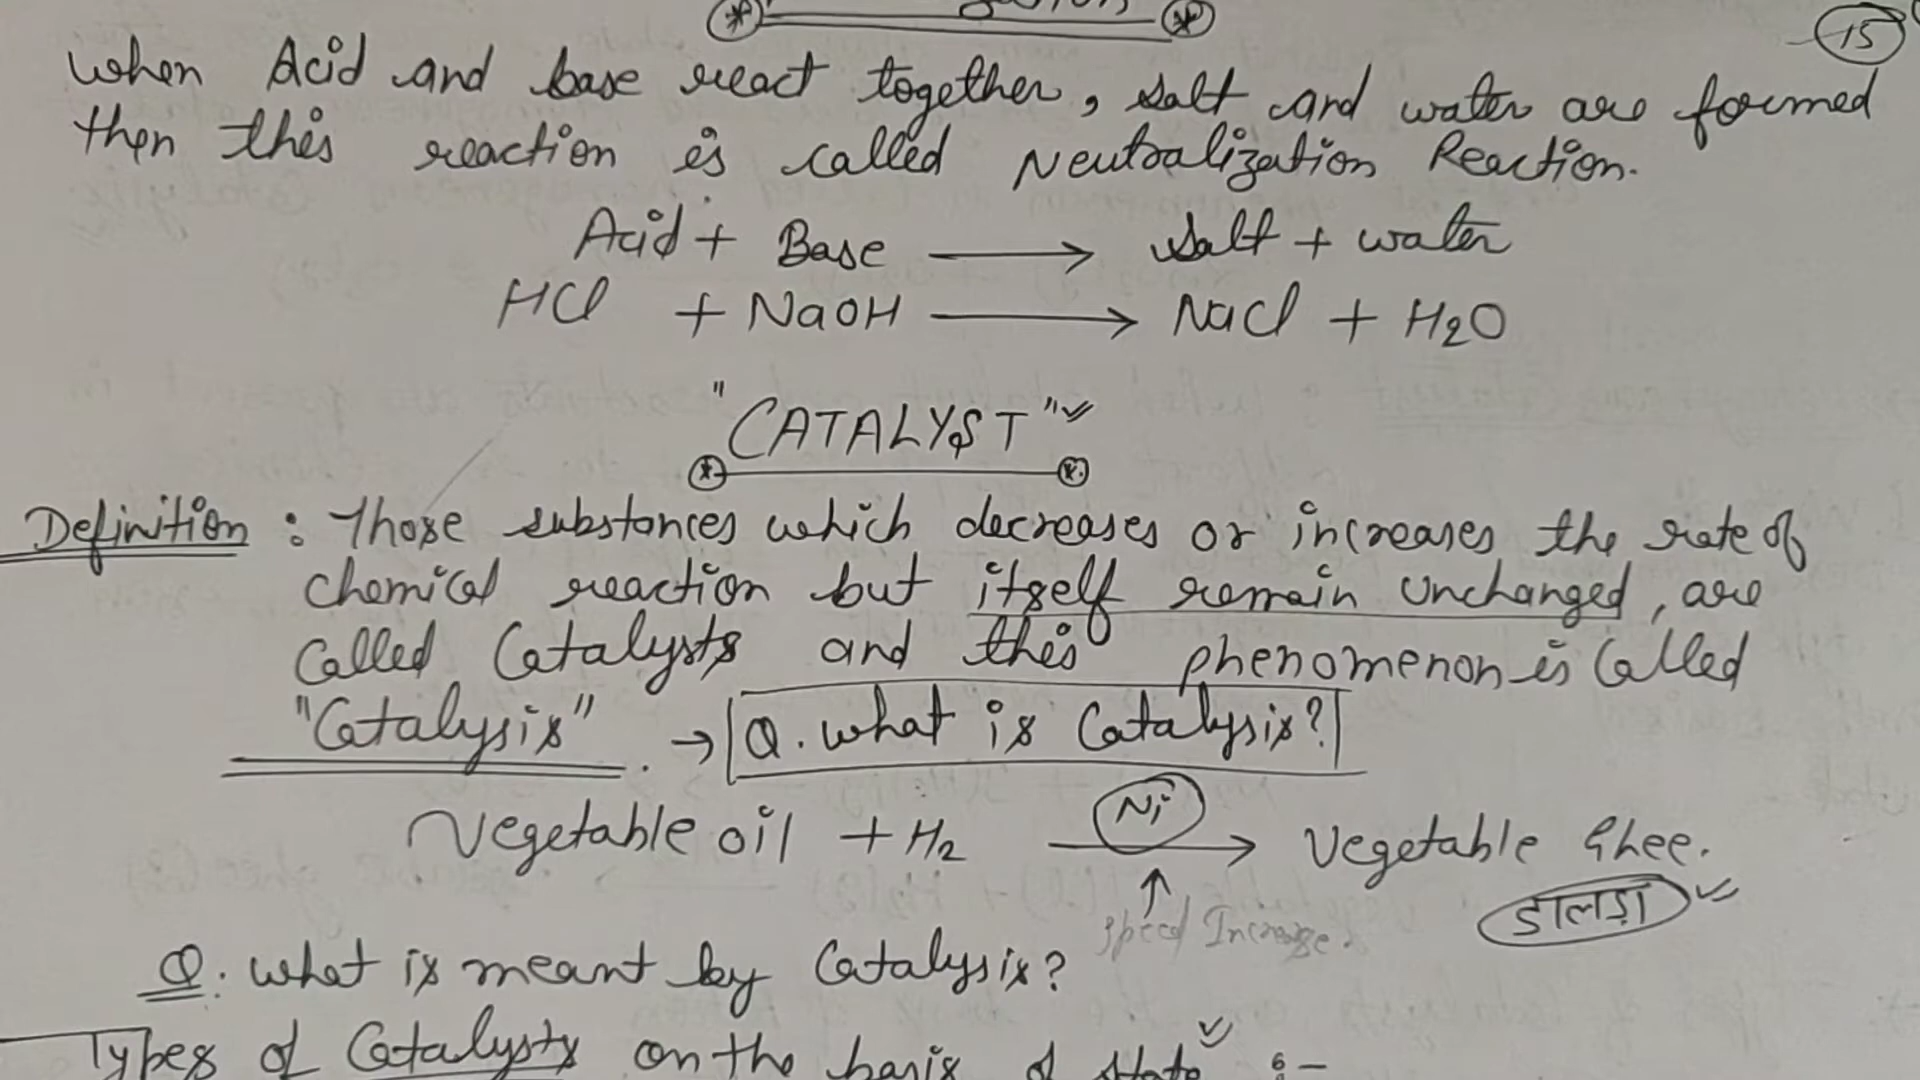 15
when Acid and base react together, salt and water are formed
then this reaction is called Neutralization Reaction.
Acid + Base ⟶ salt + water
HCl + NaOH ⟶ NaCl + H₂O
"CATALYST"
Definition : Those substances which decreases or increases the rate of
chemical reaction but itself remain unchanged, are
called Catalysts and this phenomenon is called
"Catalysis". → Q. what is Catalysis?
Vegetable oil + H₂ ⟶ Vegetable Ghee.
Ni
↑
speed Increase.
डालडा
Q. what is meant by Catalysis?
Types of Catalysts on the basis of state :-